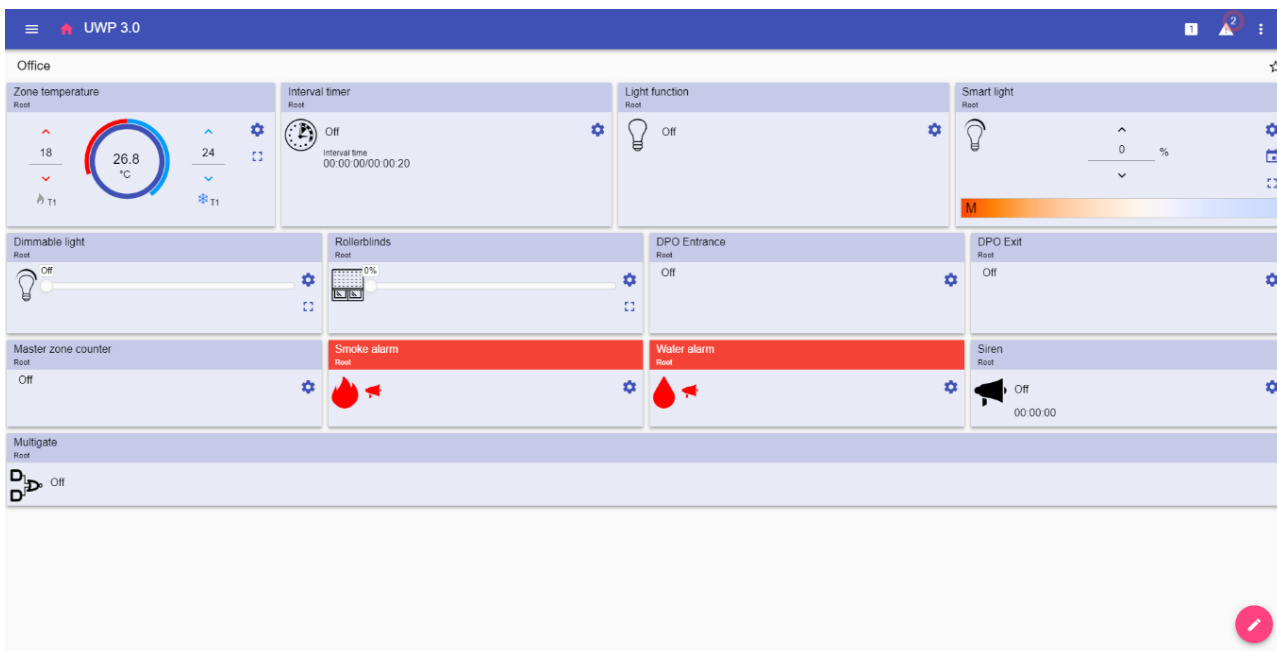 UWP 3.0
1
2
Office
Zone temperature
Root
Interval timer
Root
Light function
Root
Smart light
Root
18
26.8
°C
24
T1
T1
Off
Interval time
00:00:00/00:00:20
Off
0
%
M
Dimmable light
Root
Rollerblinds
Root
DPO Entrance
Root
DPO Exit
Root
Off
0%
Off
Off
Master zone counter
Root
Smoke alarm
Root
Water alarm
Root
Siren
Root
Off
Off
00:00:00
Multigate
Root
Off